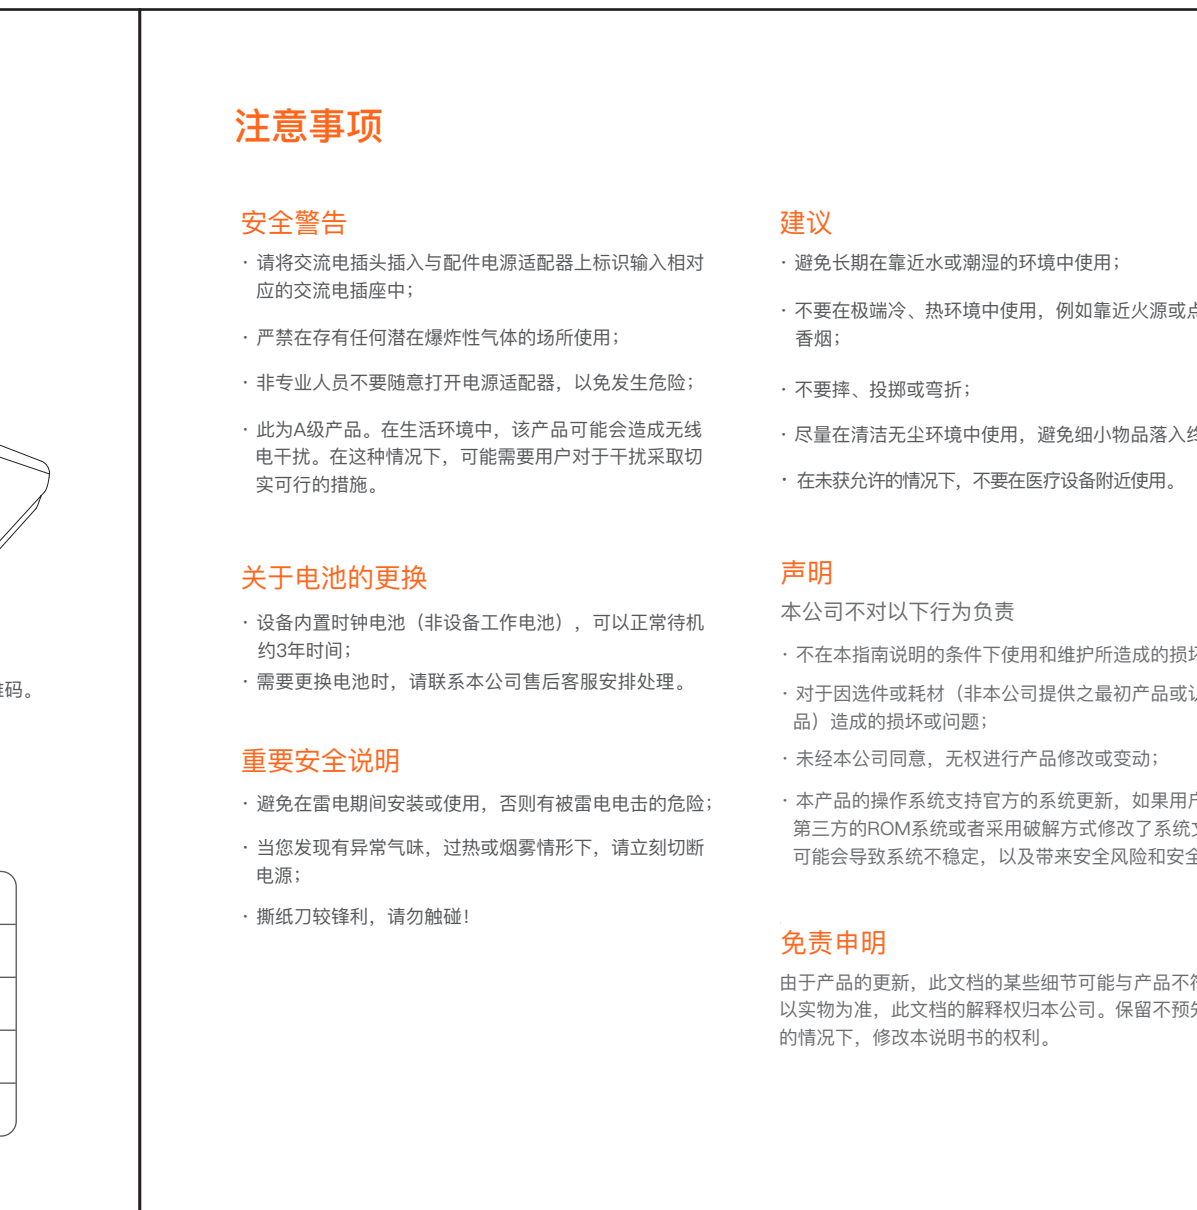 注意事项
安全警告
· 请将交流电插头插入与配件电源适配器上标识输入相对
应的交流电插座中；
· 严禁在存有任何潜在爆炸性气体的场所使用；
· 非专业人员不要随意打开电源适配器，以免发生危险；
· 此为A级产品。在生活环境中，该产品可能会造成无线
电干扰。在这种情况下，可能需要用户对于干扰采取切
实可行的措施。
关于电池的更换
· 设备内置时钟电池（非设备工作电池），可以正常待机
约3年时间；
· 需要更换电池时，请联系本公司售后客服安排处理。
重要安全说明
· 避免在雷电期间安装或使用，否则有被雷电电击的危险；
· 当您发现有异常气味，过热或烟雾情形下，请立刻切断
电源；
· 撕纸刀较锋利，请勿触碰！
建议
· 避免长期在靠近水或潮湿的环境中使用；
· 不要在极端冷、热环境中使用，例如靠近火源或点
香烟；
· 不要摔、投掷或弯折；
· 尽量在清洁无尘环境中使用，避免细小物品落入
· 在未获允许的情况下，不要在医疗设备附近使用。
声明
本公司不对以下行为负责
· 不在本指南说明的条件下使用和维护所造成的损
· 对于因选件或耗材（非本公司提供之最初产品或
品）造成的损坏或问题；
· 未经本公司同意，无权进行产品修改或变动；
· 本产品的操作系统支持官方的系统更新，如果用
第三方的ROM系统或者采用破解方式修改了系统
可能会导致系统不稳定，以及带来安全风险和安全
免责申明
由于产品的更新，此文档的某些细节可能与产品不
以实物为准，此文档的解释权归本公司。保留不预
的情况下，修改本说明书的权利。
码。